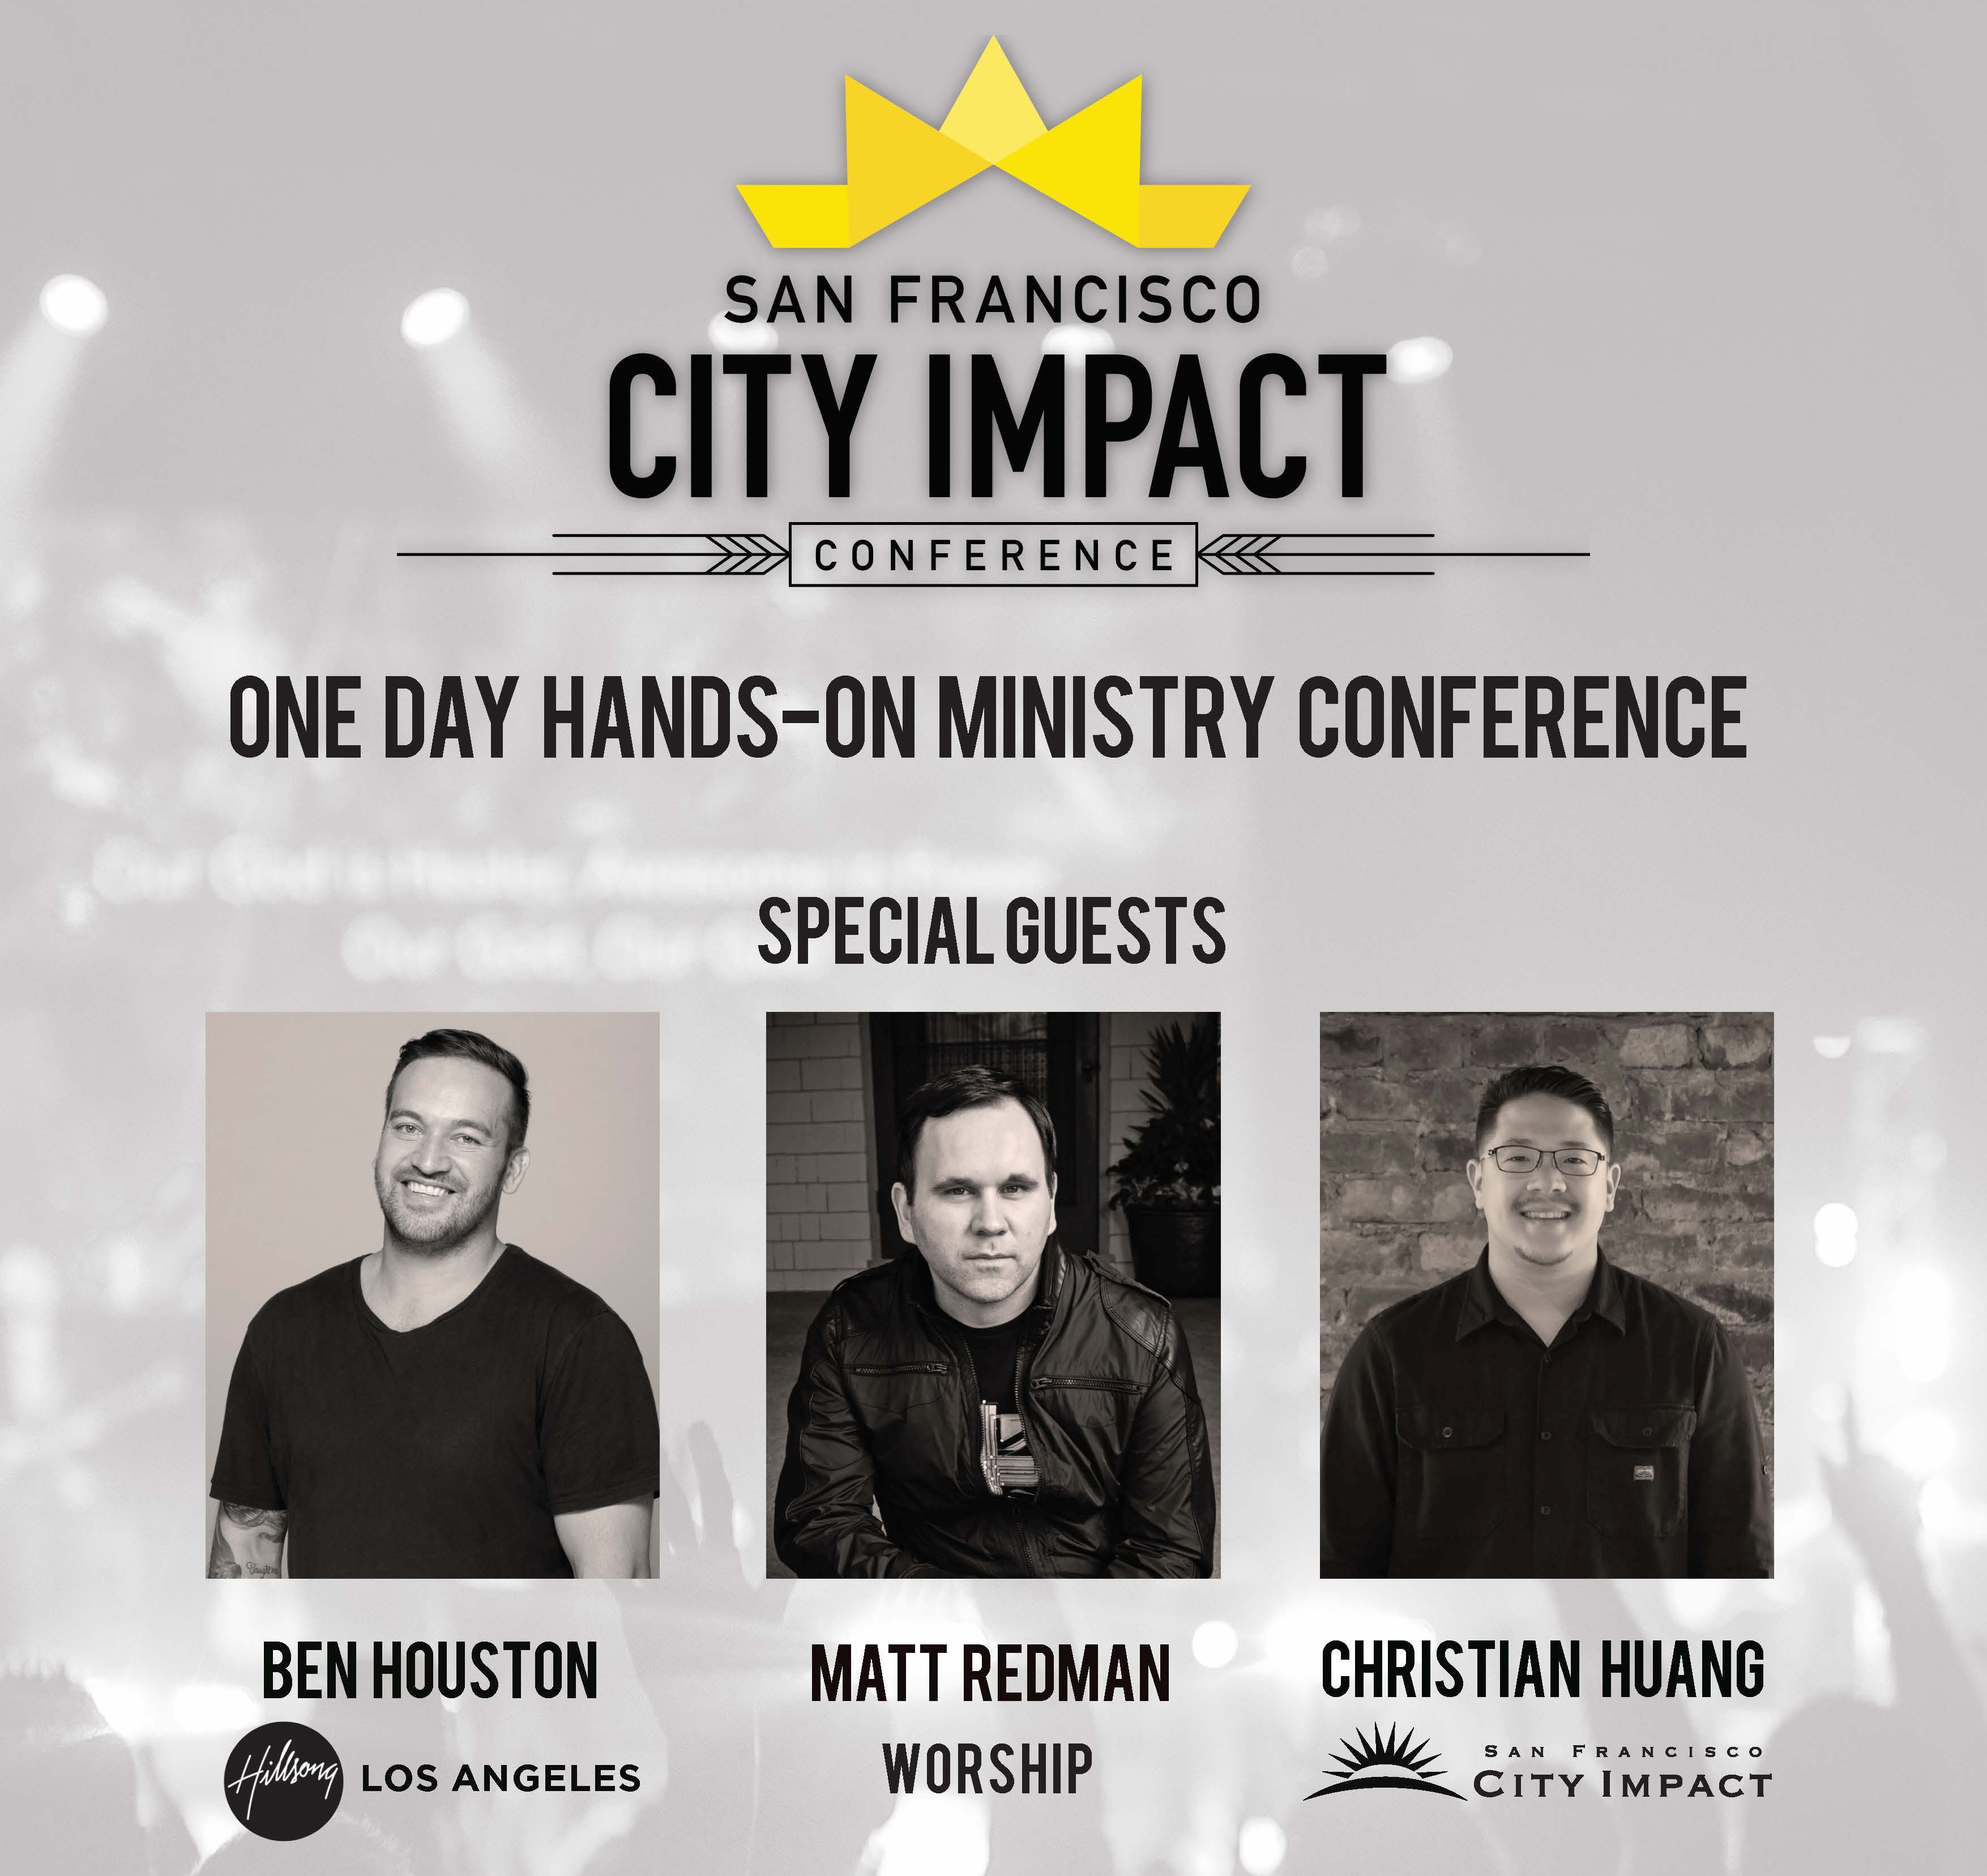 SAN FRANCISCO
CITY IMPACT
CONFERENCE
ONE DAY HANDS-ON MINISTRY CONFERENCE
SPECIAL GUESTS
BEN HOUSTON
Hillsong LOS ANGELES
MATT REDMAN
WORSHIP
CHRISTIAN HUANG
SAN FRANCISCO
CITY IMPACT